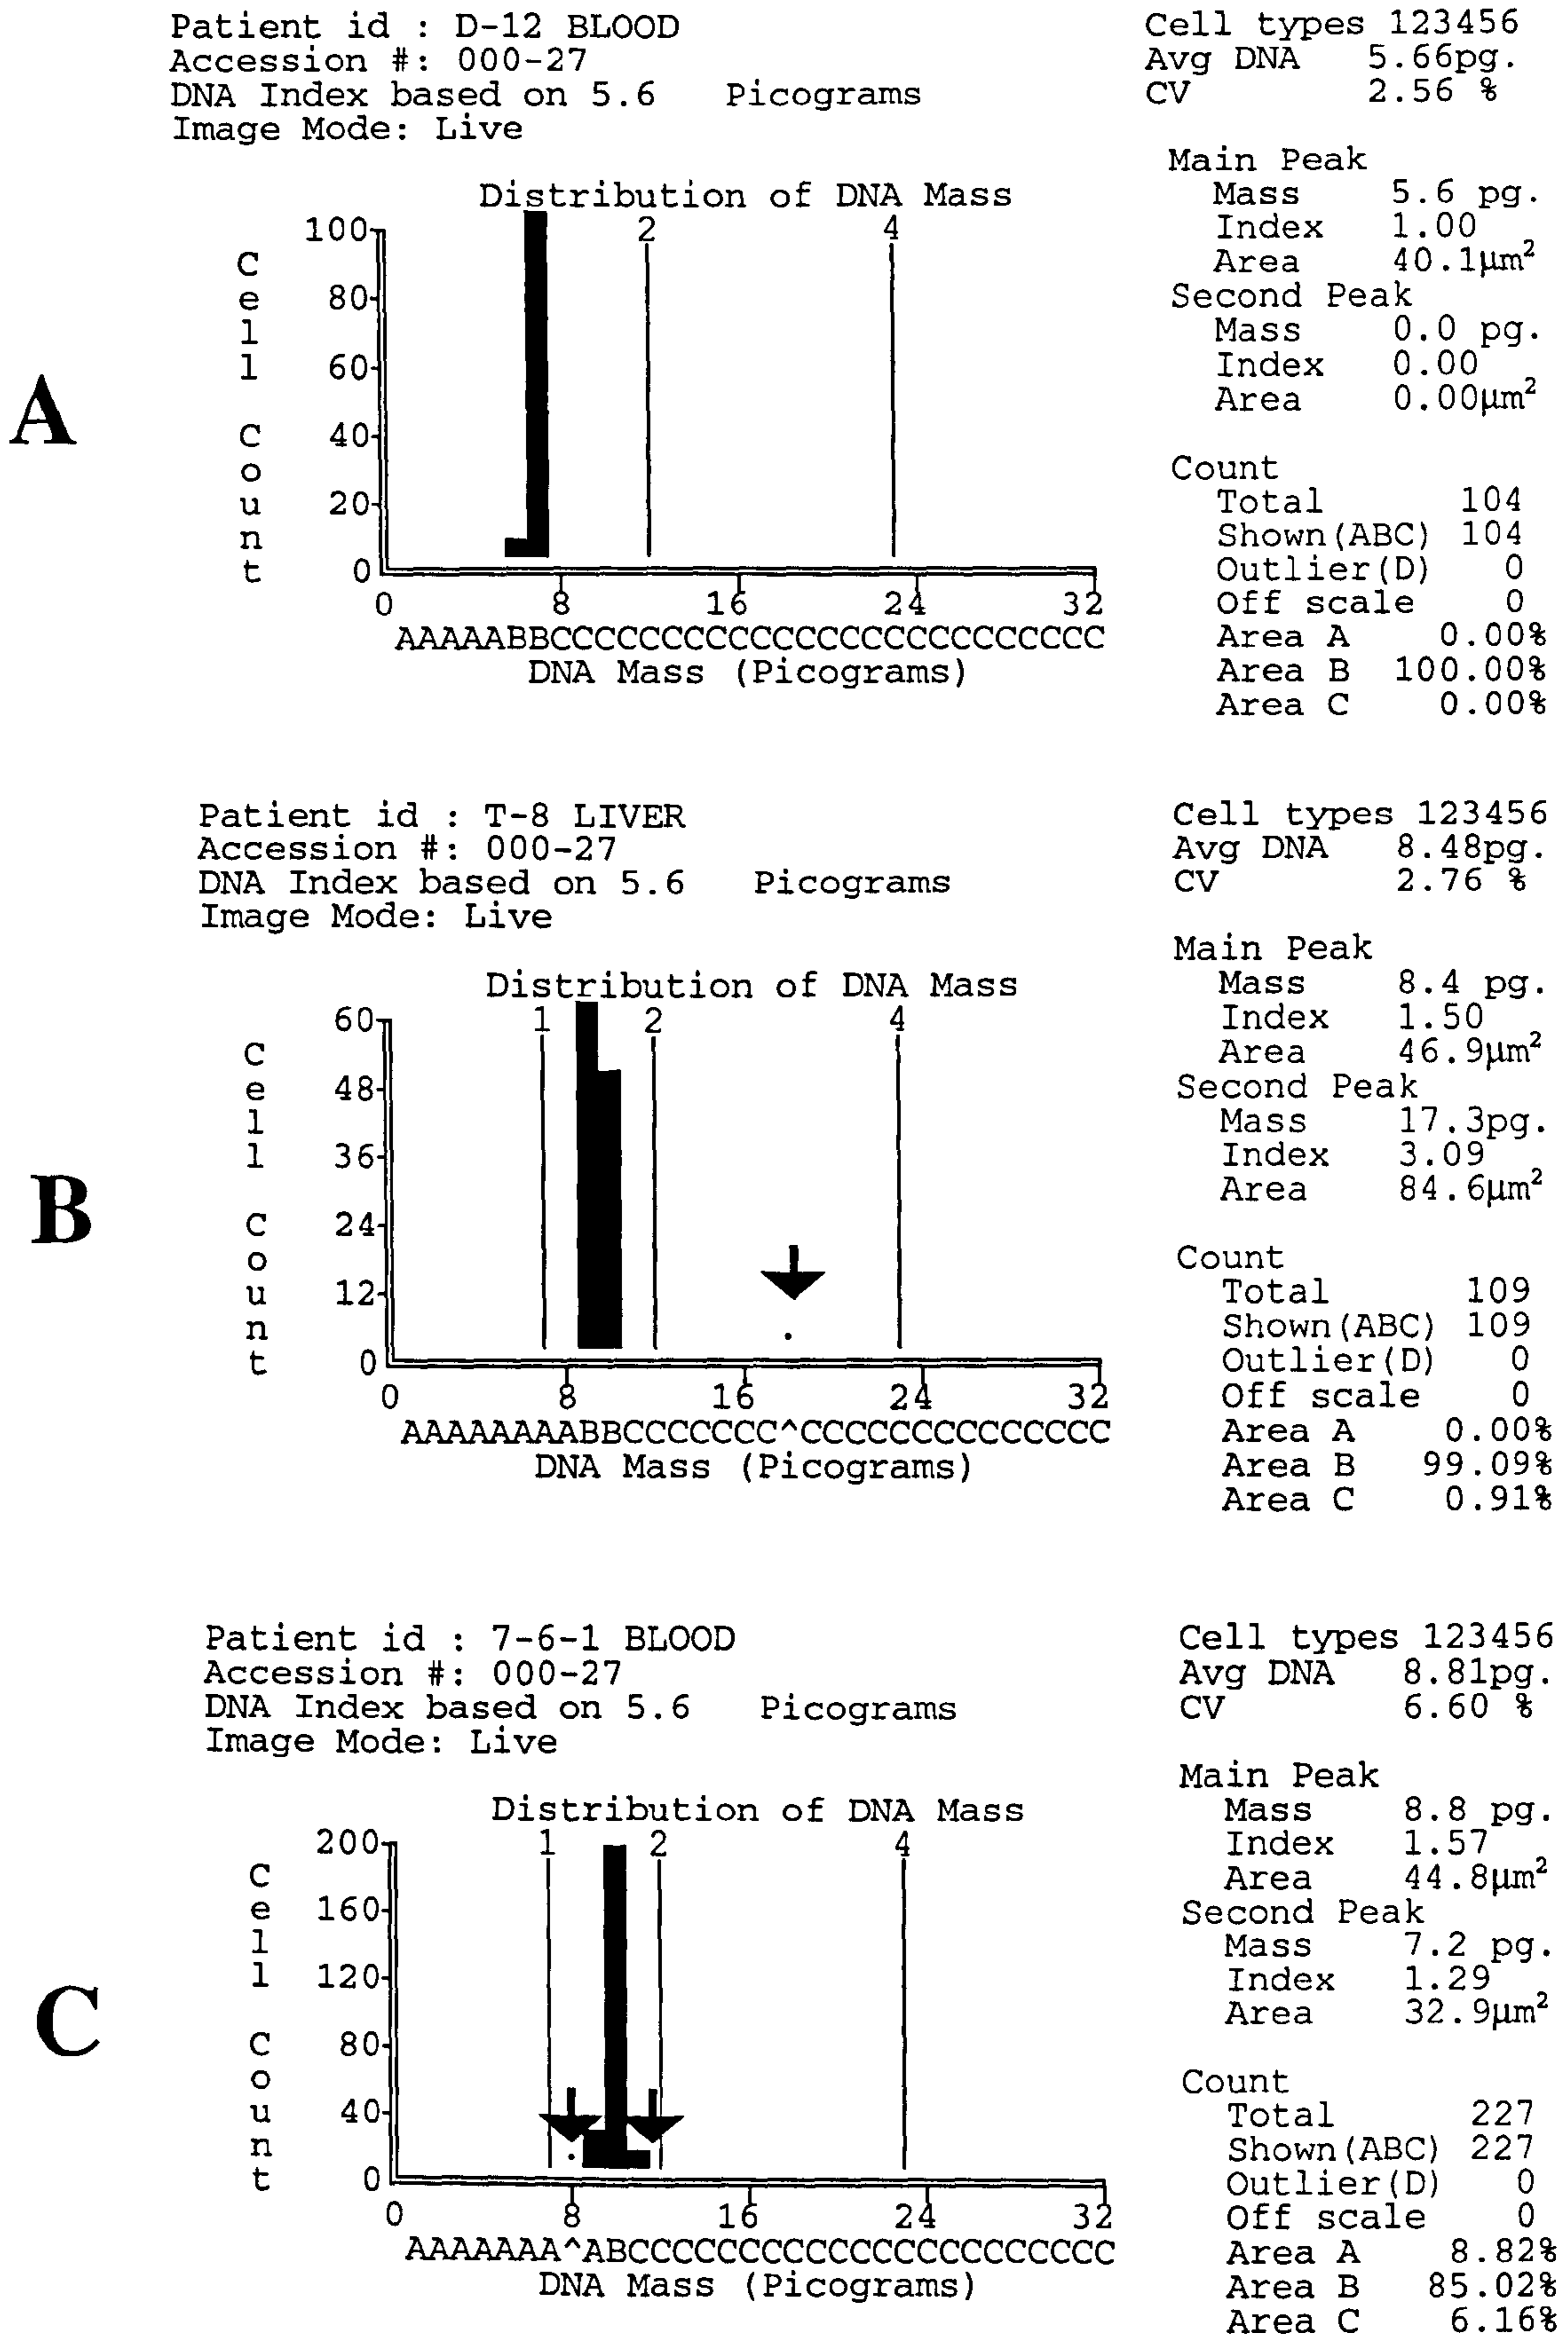 A
Patient id : D-12 BLOOD
Accession #: 000-27
DNA Index based on 5.6 Picograms
Image Mode: Live
Cell types 123456
Avg DNA 5.66pg.
CV 2.56 %
Distribution of DNA Mass
Cell Count
100
80
60
40
20
0
2
4
0 8 16 24 32
AAAAABBCCCCCCCCCCCCCCCCCCCCCCCCC
DNA Mass (Picograms)
Main Peak
Mass 5.6 pg.
Index 1.00
Area 40.1µm²
Second Peak
Mass 0.0 pg.
Index 0.00
Area 0.00µm²
Count
Total 104
Shown(ABC) 104
Outlier(D) 0
Off scale 0
Area A 0.00%
Area B 100.00%
Area C 0.00%
B
Patient id : T-8 LIVER
Accession #: 000-27
DNA Index based on 5.6 Picograms
Image Mode: Live
Cell types 123456
Avg DNA 8.48pg.
CV 2.76 %
Distribution of DNA Mass
Cell Count
60
48
36
24
12
0
1
2
4
0 8 16 24 32
AAAAAAAABBCCCCCCC^CCCCCCCCCCCCCC
DNA Mass (Picograms)
Main Peak
Mass 8.4 pg.
Index 1.50
Area 46.9µm²
Second Peak
Mass 17.3pg.
Index 3.09
Area 84.6µm²
Count
Total 109
Shown(ABC) 109
Outlier(D) 0
Off scale 0
Area A 0.00%
Area B 99.09%
Area C 0.91%
C
Patient id : 7-6-1 BLOOD
Accession #: 000-27
DNA Index based on 5.6 Picograms
Image Mode: Live
Cell types 123456
Avg DNA 8.81pg.
CV 6.60 %
Distribution of DNA Mass
Cell Count
200
160
120
80
40
0
1
2
4
0 8 16 24 32
AAAAAAA^ABCCCCCCCCCCCCCCCCCCCCCC
DNA Mass (Picograms)
Main Peak
Mass 8.8 pg.
Index 1.57
Area 44.8µm²
Second Peak
Mass 7.2 pg.
Index 1.29
Area 32.9µm²
Count
Total 227
Shown(ABC) 227
Outlier(D) 0
Off scale 0
Area A 8.82%
Area B 85.02%
Area C 6.16%